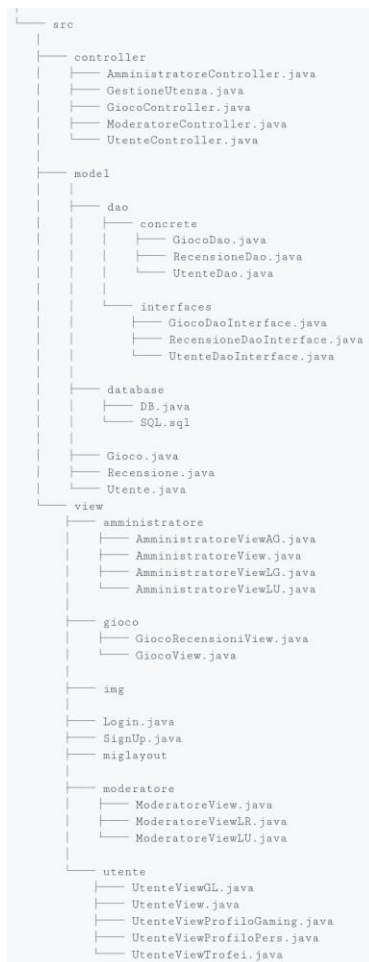 src
controller
AmministratoreController.java
GestioneUtenza.java
GiocoController.java
ModeratoreController.java
UtenteController.java
model
dao
concrete
GiocoDao.java
RecensioneDao.java
UtenteDao.java
interfaces
GiocoDaoInterface.java
RecensioneDaoInterface.java
UtenteDaoInterface.java
database
DB.java
SQL.sql
Gioco.java
Recensione.java
Utente.java
view
amministratore
AmministratoreViewAG.java
AmministratoreView.java
AmministratoreViewLG.java
AmministratoreViewLU.java
gioco
GiocoRecensioniView.java
GiocoView.java
img
Login.java
SignUp.java
miglayout
moderatore
ModeratoreView.java
ModeratoreViewLR.java
ModeratoreViewLU.java
utente
UtenteViewGL.java
UtenteView.java
UtenteViewProfiloGaming.java
UtenteViewProfiloPers.java
UtenteViewTrofei.java